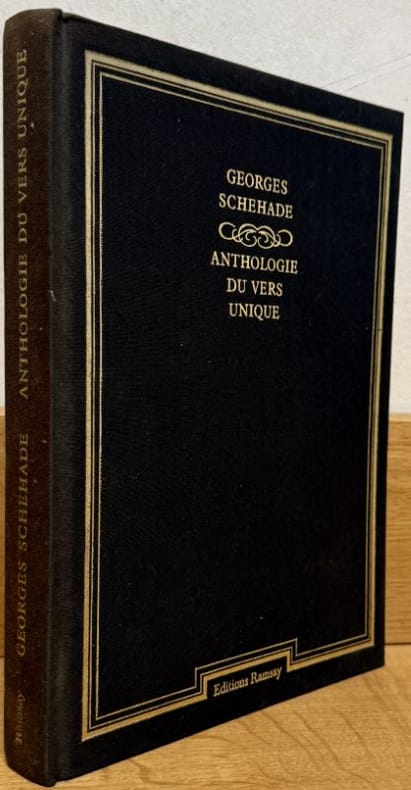 GEORGES
SCHEHADE
ANTHOLOGIE
DU VERS
UNIQUE
Editions Ramsay
Ramsay GEORGES SCHEHADE ANTHOLOGIE DU VERS UNIQUE